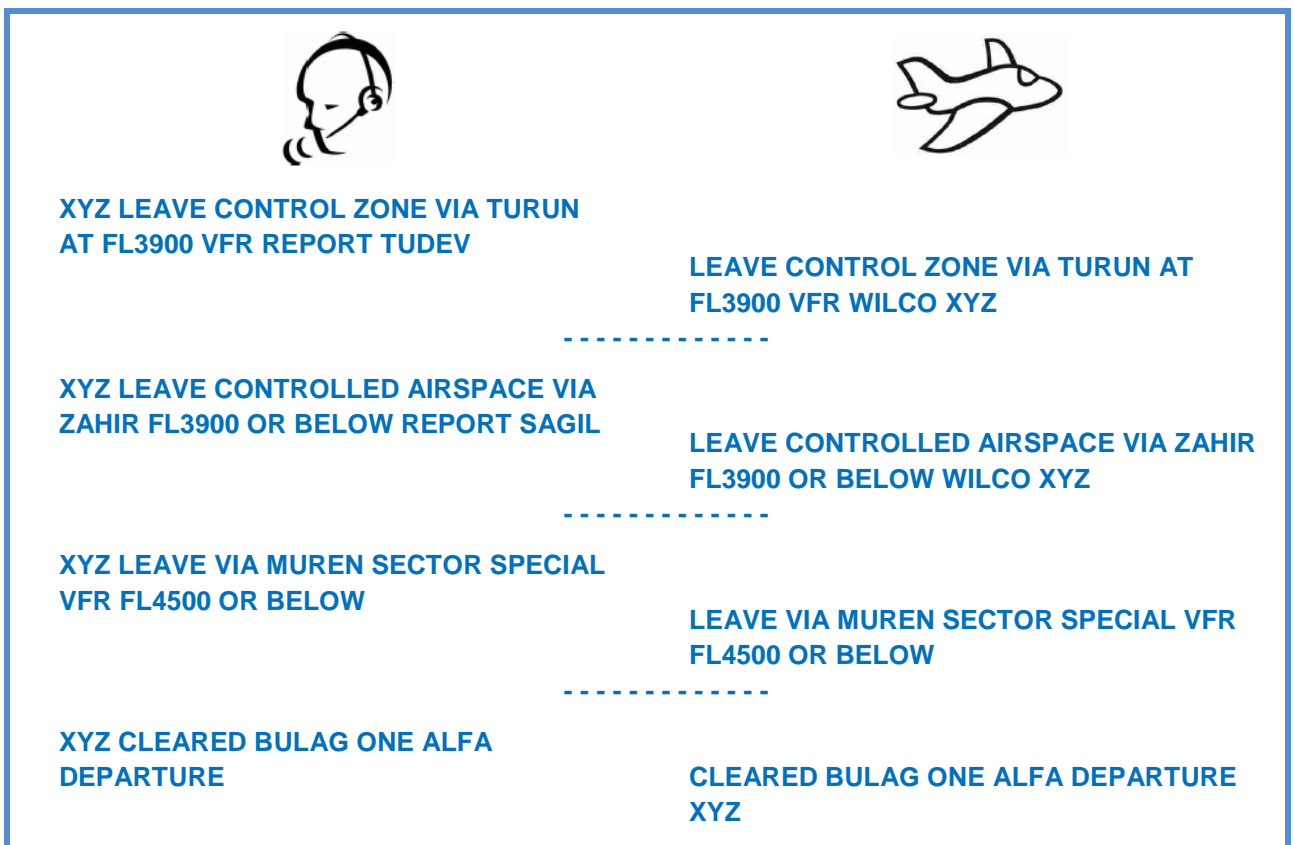 XYZ LEAVE CONTROL ZONE VIA TURUN
AT FL3900 VFR REPORT TUDEV
LEAVE CONTROL ZONE VIA TURUN AT
FL3900 VFR WILCO XYZ
- - - - - - - - - - - - -
XYZ LEAVE CONTROLLED AIRSPACE VIA
ZAHIR FL3900 OR BELOW REPORT SAGIL
LEAVE CONTROLLED AIRSPACE VIA ZAHIR
FL3900 OR BELOW WILCO XYZ
- - - - - - - - - - - - -
XYZ LEAVE VIA MUREN SECTOR SPECIAL
VFR FL4500 OR BELOW
LEAVE VIA MUREN SECTOR SPECIAL VFR
FL4500 OR BELOW
- - - - - - - - - - - - -
XYZ CLEARED BULAG ONE ALFA
DEPARTURE
CLEARED BULAG ONE ALFA DEPARTURE
XYZ